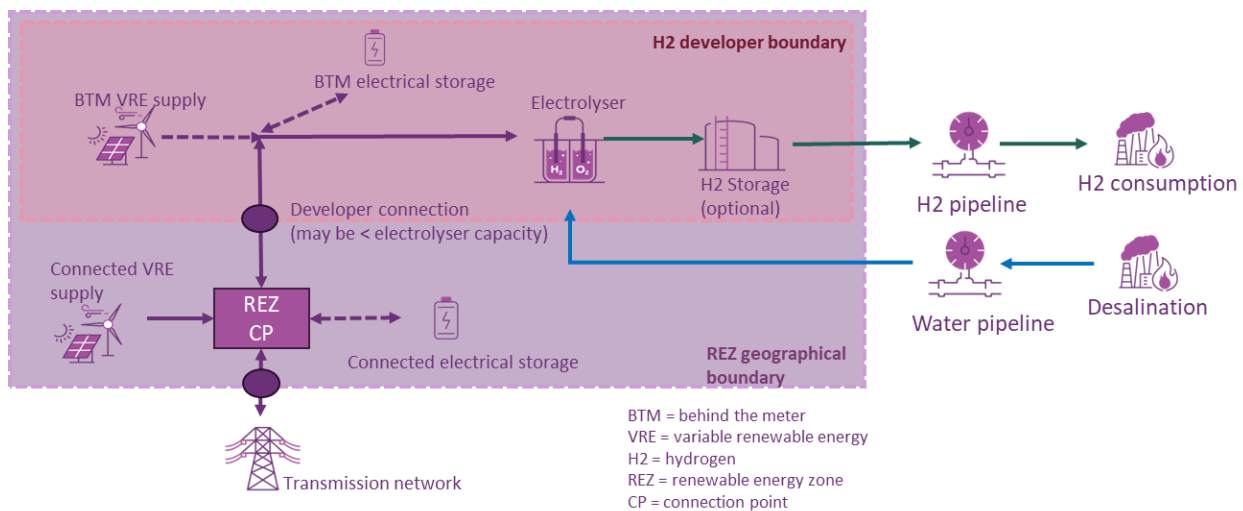 H2 developer boundary
BTM electrical storage
BTM VRE supply
Electrolyser
H₂
O₂
H2 Storage
(optional)
H2 pipeline
H2 consumption
Developer connection
(may be < electrolyser capacity)
Connected VRE
supply
REZ
CP
Connected electrical storage
REZ geographical
boundary
Water pipeline
Desalination
Transmission network
BTM = behind the meter
VRE = variable renewable energy
H2 = hydrogen
REZ = renewable energy zone
CP = connection point